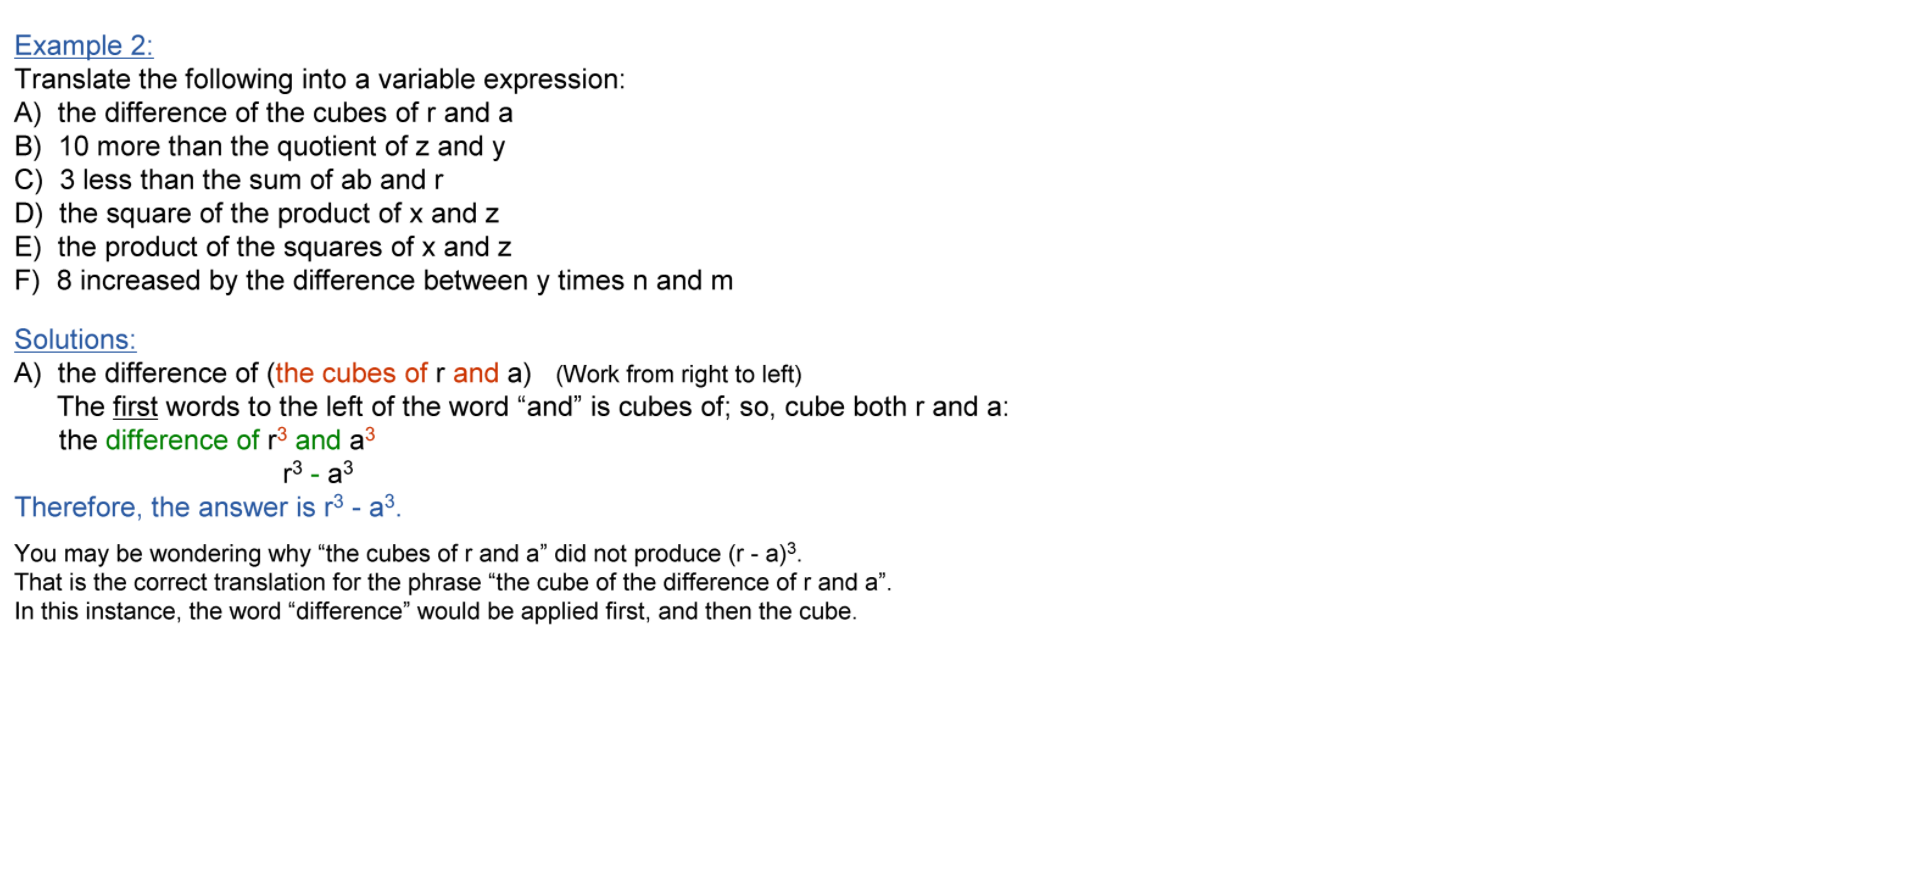 Example 2:
Translate the following into a variable expression:
A) the difference of the cubes of r and a
B) 10 more than the quotient of z and y
C) 3 less than the sum of ab and r
D) the square of the product of x and z
E) the product of the squares of x and z
F) 8 increased by the difference between y times n and m
Solutions:
A) the difference of (the cubes of r and a) (Work from right to left)
The first words to the left of the word “and” is cubes of; so, cube both r and a:
the difference of r³ and a³
r³ - a³
Therefore, the answer is r³ - a³.
You may be wondering why “the cubes of r and a” did not produce (r - a)³.
That is the correct translation for the phrase “the cube of the difference of r and a”.
In this instance, the word “difference” would be applied first, and then the cube.